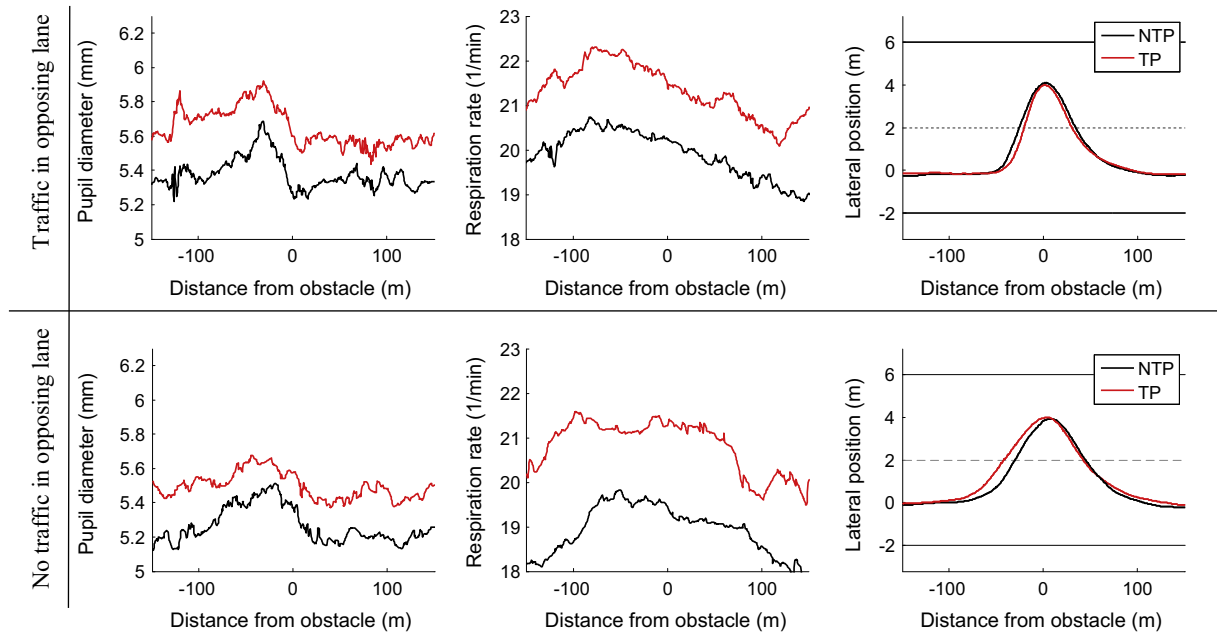 Traffic in opposing lane
Pupil diameter (mm)
6.2
6
5.8
5.6
5.4
5.2
5
-100 0 100
Distance from obstacle (m)
Respiration rate (1/min)
23
22
21
20
19
18
-100 0 100
Distance from obstacle (m)
Lateral position (m)
6
4
2
0
-2
-100 0 100
Distance from obstacle (m)
NTP
TP
No traffic in opposing lane
Pupil diameter (mm)
6.2
6
5.8
5.6
5.4
5.2
5
-100 0 100
Distance from obstacle (m)
Respiration rate (1/min)
23
22
21
20
19
18
-100 0 100
Distance from obstacle (m)
Lateral position (m)
6
4
2
0
-2
-100 0 100
Distance from obstacle (m)
NTP
TP